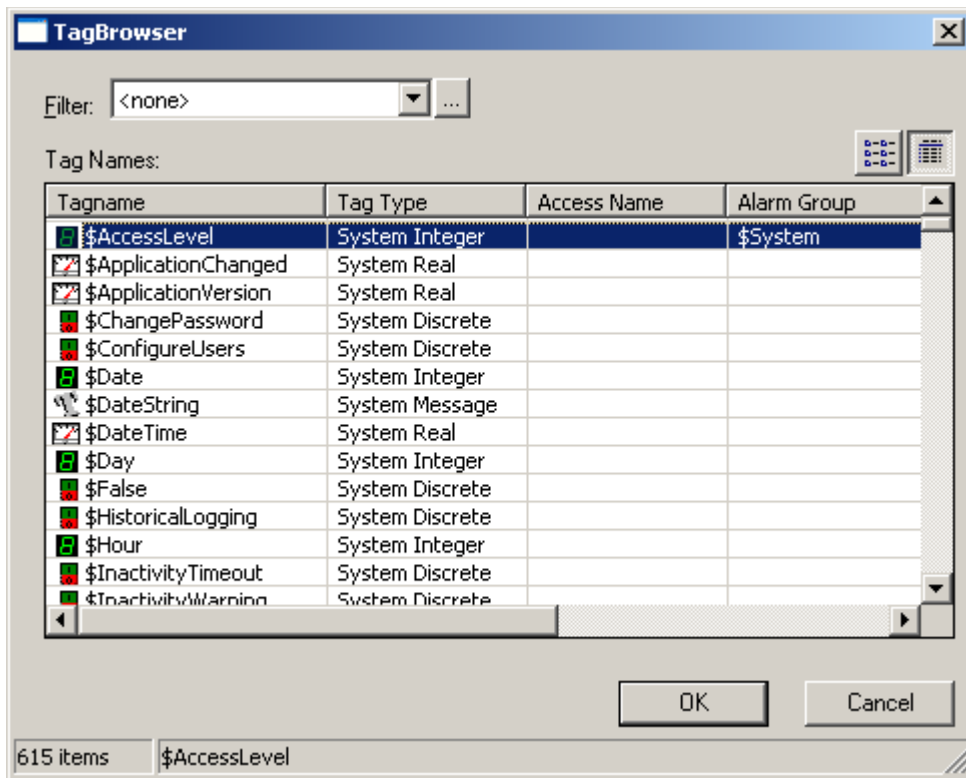 TagBrowser
Filter: <none> ...
Tag Names:
Tagname Tag Type Access Name Alarm Group
$AccessLevel System Integer $System
$ApplicationChanged System Real
$ApplicationVersion System Real
$ChangePassword System Discrete
$ConfigureUsers System Discrete
$Date System Integer
$DateString System Message
$DateTime System Real
$Day System Integer
$False System Discrete
$HistoricalLogging System Discrete
$Hour System Integer
$InactivityTimeout System Discrete
$InactivityWarning System Discrete
OK Cancel
615 items $AccessLevel